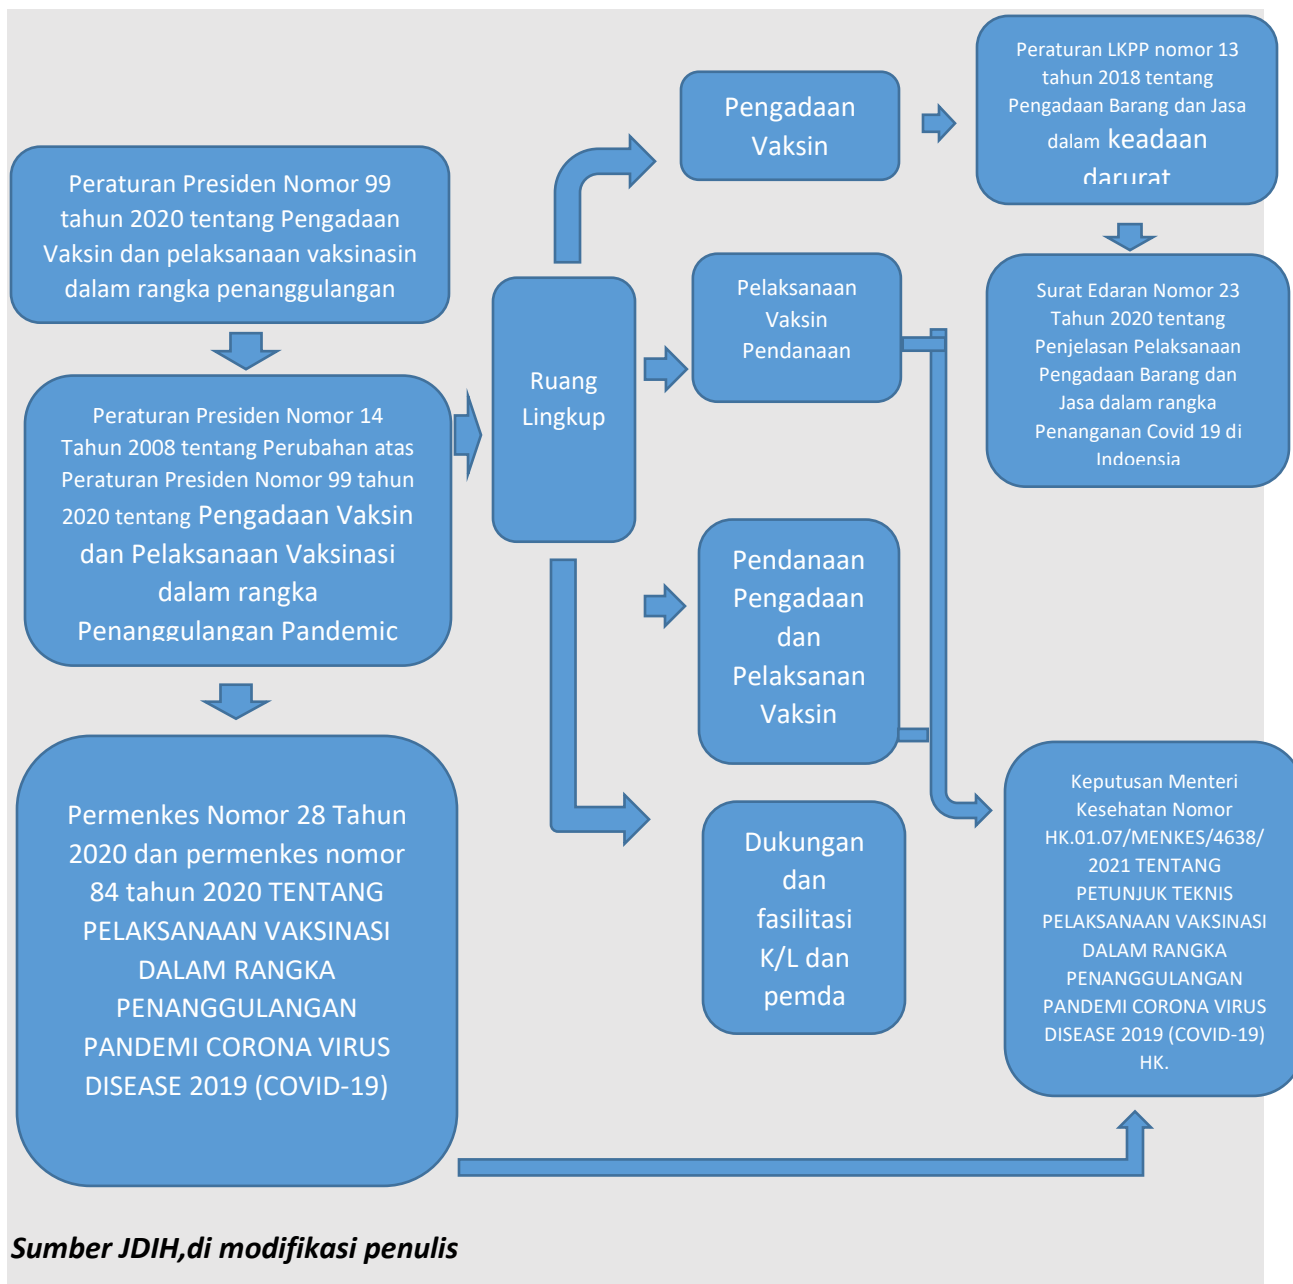 Peraturan Presiden Nomor 99
tahun 2020 tentang Pengadaan
Vaksin dan pelaksanaan vaksinasin
dalam rangka penanggulangan
Peraturan Presiden Nomor 14
Tahun 2008 tentang Perubahan atas
Peraturan Presiden Nomor 99 tahun
2020 tentang Pengadaan Vaksin
dan Pelaksanaan Vaksinasi
dalam rangka
Penanggulangan Pandemic
Permenkes Nomor 28 Tahun
2020 dan permenkes nomor
84 tahun 2020 TENTANG
PELAKSANAAN VAKSINASI
DALAM RANGKA
PENANGGULANGAN
PANDEMI CORONA VIRUS
DISEASE 2019 (COVID-19)
Ruang
Lingkup
Pengadaan
Vaksin
Pelaksanaan
Vaksin
Pendanaan
Pendanaan
Pengadaan
dan
Pelaksanan
Vaksin
Dukungan
dan
fasilitasi
K/L dan
pemda
Peraturan LKPP nomor 13
tahun 2018 tentang
Pengadaan Barang dan Jasa
dalam keadaan
darurat
Surat Edaran Nomor 23
Tahun 2020 tentang
Penjelasan Pelaksanaan
Pengadaan Barang dan
Jasa dalam rangka
Penanganan Covid 19 di
Indoensia
Keputusan Menteri
Kesehatan Nomor
HK.01.07/MENKES/4638/
2021 TENTANG
PETUNJUK TEKNIS
PELAKSANAAN VAKSINASI
DALAM RANGKA
PENANGGULANGAN
PANDEMI CORONA VIRUS
DISEASE 2019 (COVID-19)
HK.
Sumber JDIH,di modifikasi penulis